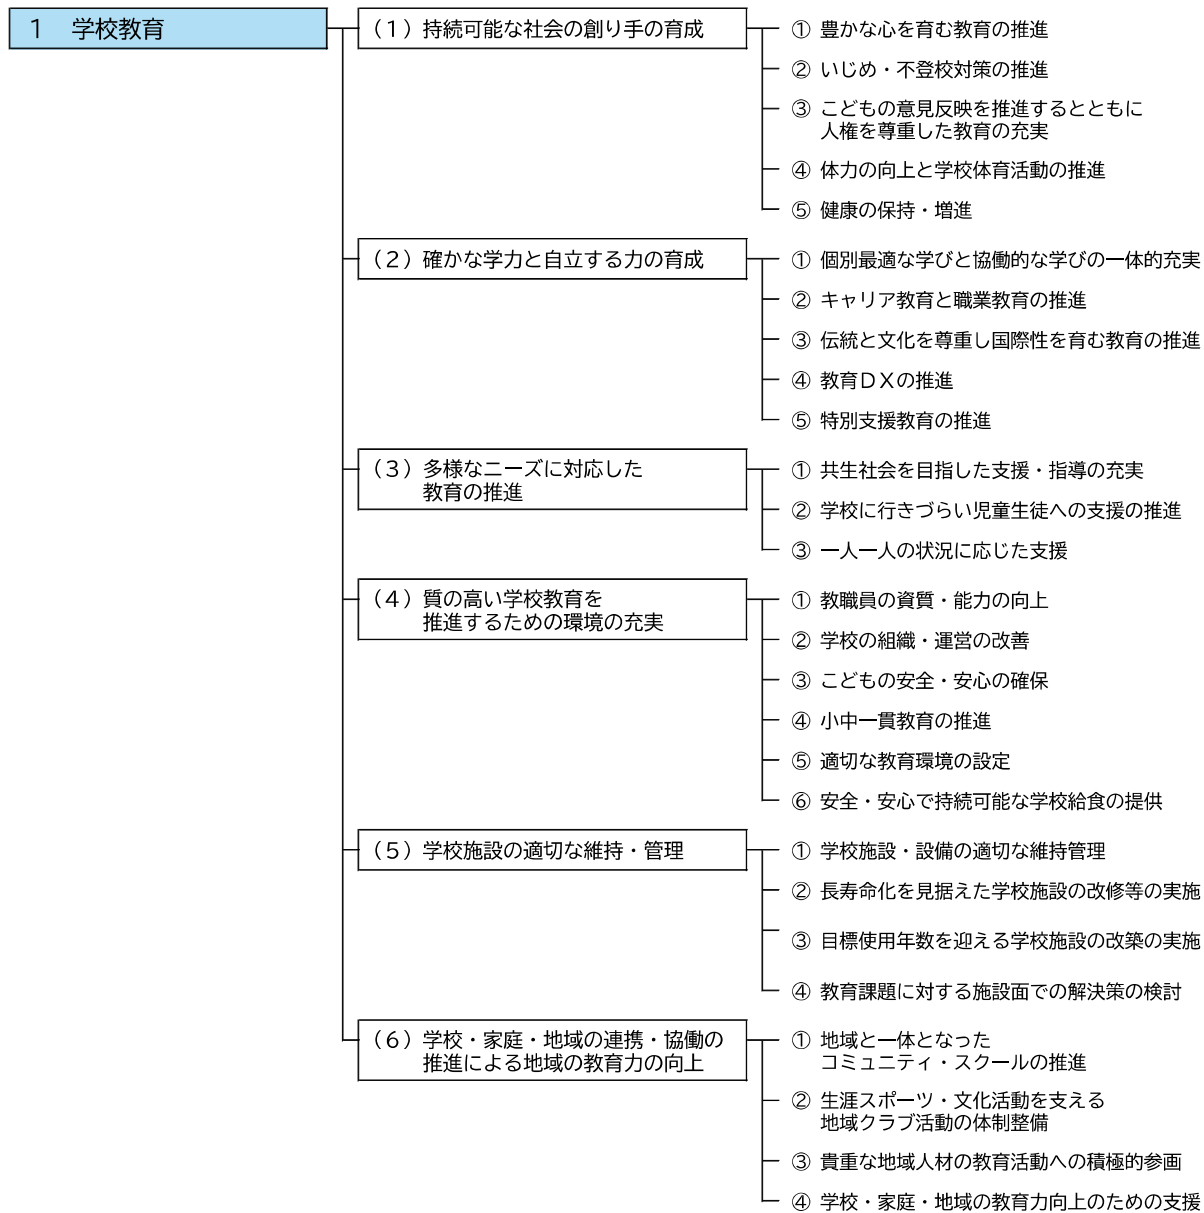 １　学校教育
（１）持続可能な社会の創り手の育成
① 豊かな心を育む教育の推進
② いじめ・不登校対策の推進
③ こどもの意見反映を推進するとともに
人権を尊重した教育の充実
④ 体力の向上と学校体育活動の推進
⑤ 健康の保持・増進
（２）確かな学力と自立する力の育成
① 個別最適な学びと協働的な学びの一体的充実
② キャリア教育と職業教育の推進
③ 伝統と文化を尊重し国際性を育む教育の推進
④ 教育ＤＸの推進
⑤ 特別支援教育の推進
（３）多様なニーズに対応した
教育の推進
① 共生社会を目指した支援・指導の充実
② 学校に行きづらい児童生徒への支援の推進
③ 一人一人の状況に応じた支援
（４）質の高い学校教育を
推進するための環境の充実
① 教職員の資質・能力の向上
② 学校の組織・運営の改善
③ こどもの安全・安心の確保
④ 小中一貫教育の推進
⑤ 適切な教育環境の設定
⑥ 安全・安心で持続可能な学校給食の提供
（５）学校施設の適切な維持・管理
① 学校施設・設備の適切な維持管理
② 長寿命化を見据えた学校施設の改修等の実施
③ 目標使用年数を迎える学校施設の改築の実施
④ 教育課題に対する施設面での解決策の検討
（６）学校・家庭・地域の連携・協働の
推進による地域の教育力の向上
① 地域と一体となった
コミュニティ・スクールの推進
② 生涯スポーツ・文化活動を支える
地域クラブ活動の体制整備
③ 貴重な地域人材の教育活動への積極的参画
④ 学校・家庭・地域の教育力向上のための支援